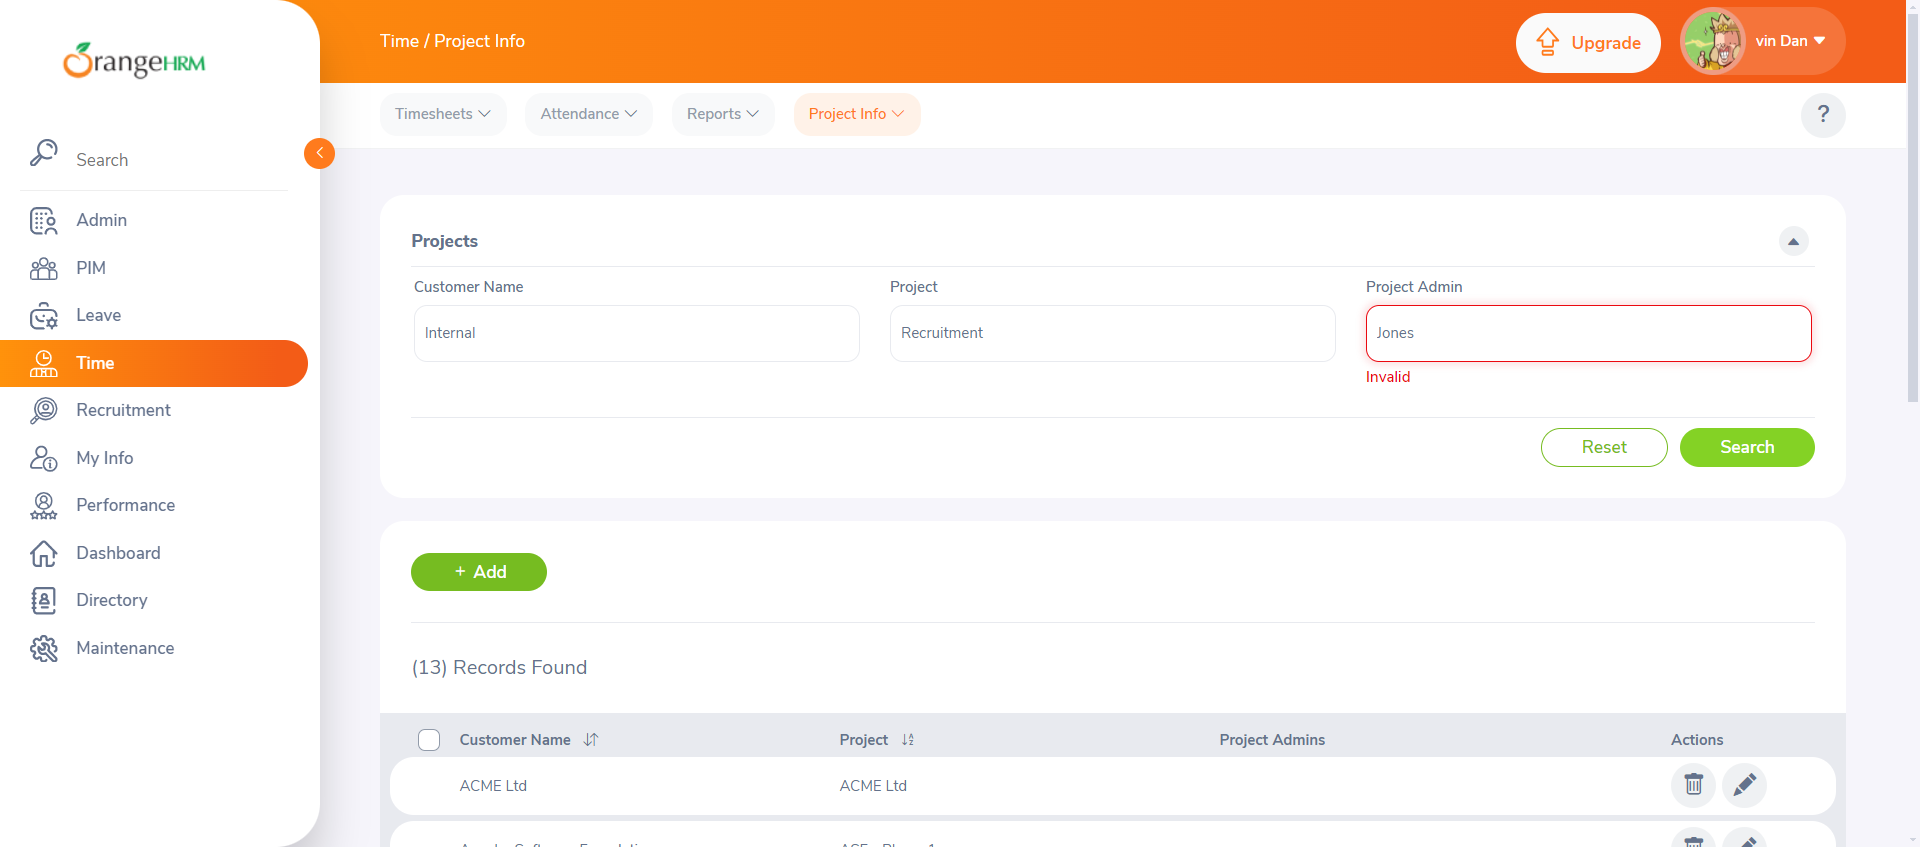 OrangeHRM
Time / Project Info
Upgrade
vin Dan
Timesheets
Attendance
Reports
Project Info
?
Search
Admin
PIM
Leave
Time
Recruitment
My Info
Performance
Dashboard
Directory
Maintenance
Projects
Customer Name
Project
Project Admin
Internal
Recruitment
Jones
Invalid
Reset
Search
+ Add
(13) Records Found
Customer Name
Project
Project Admins
Actions
ACME Ltd
ACME Ltd